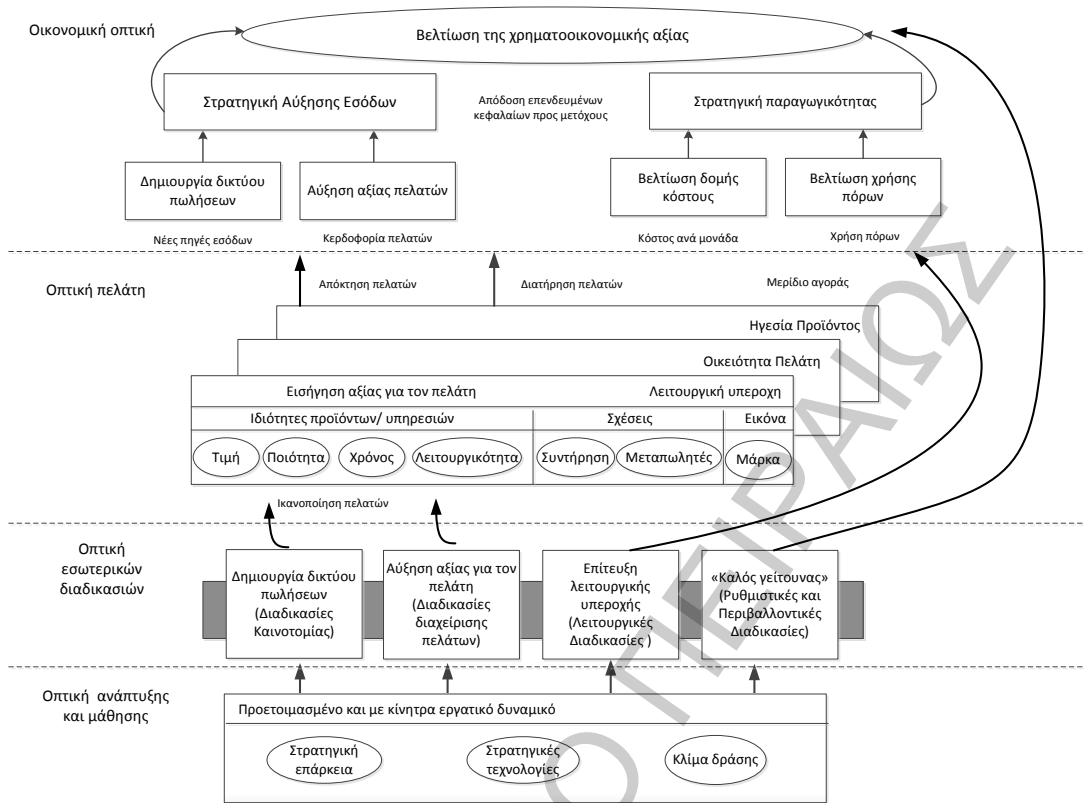 Οικονομική οπτική
Βελτίωση της χρηματοοικονομικής αξίας
Στρατηγική Αύξησης Εσόδων
Απόδοση επενδευμένων
κεφαλαίων προς μετόχους
Στρατηγική παραγωγικότητας
Δημιουργία δικτύου
πωλήσεων
Αύξηση αξίας πελατών
Βελτίωση δομής
κόστους
Βελτίωση χρήσης
πόρων
Νέες πηγές εσόδων
Κερδοφορία πελατών
Κόστος ανά μονάδα
Χρήση πόρων
Οπτική πελάτη
Απόκτηση πελατών
Διατήρηση πελατών
Μερίδιο αγοράς
Ηγεσία Προϊόντος
Οικειότητα Πελάτη
Εισήγηση αξίας για τον πελάτη
Λειτουργική υπεροχη
Ιδιότητες προϊόντων/ υπηρεσιών
Σχέσεις
Εικόνα
Τιμή
Ποιότητα
Χρόνος
Λειτουργικότητα
Συντήρηση
Μεταπωλητές
Μάρκα
Ικανοποίηση πελατών
Οπτική
εσωτερικών
διαδικασιών
Δημιουργία δικτύου
πωλήσεων
(Διαδικασίες
Καινοτομίας)
Αύξηση αξίας για τον
πελάτη
(Διαδικασίες
διαχείρισης
πελάτων)
Επίτευξη
λειτουργικής
υπεροχής
(Λειτουργικές
Διαδικασίες )
«Καλός γείτουνας»
(Ρυθμιστικές και
Περιβαλλοντικές
Διαδικασίες)
Οπτική ανάπτυξης
και μάθησης
Προετοιμασμένο και με κίνητρα εργατικό δυναμικό
Στρατηγική
επάρκεια
Στρατηγικές
τεχνολογίες
Κλίμα δράσης
Ο ΠΕΙΡΑΙΩΣ